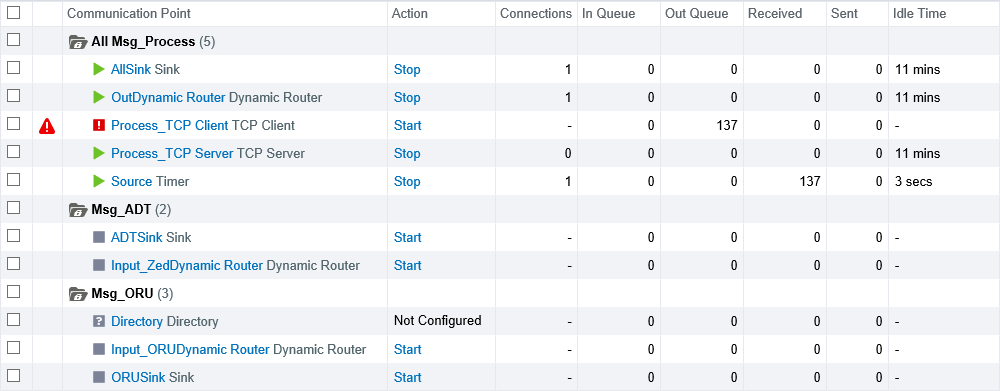 Communication Point Action Connections In Queue Out Queue Received Sent Idle Time
All Msg_Process (5)
AllSink Sink Stop 1 0 0 0 0 11 mins
OutDynamic Router Dynamic Router Stop 1 0 0 0 0 11 mins
Process_TCP Client TCP Client Start - 0 137 0 0 -
Process_TCP Server TCP Server Stop 0 0 0 0 0 11 mins
Source Timer Stop 1 0 0 137 0 3 secs
Msg_ADT (2)
ADTSink Sink Start - 0 0 0 0 -
Input_ZedDynamic Router Dynamic Router Start - 0 0 0 0 -
Msg_ORU (3)
Directory Directory Not Configured - 0 0 0 0 -
Input_ORUDynamic Router Dynamic Router Start - 0 0 0 0 -
ORUSink Sink Start - 0 0 0 0 -